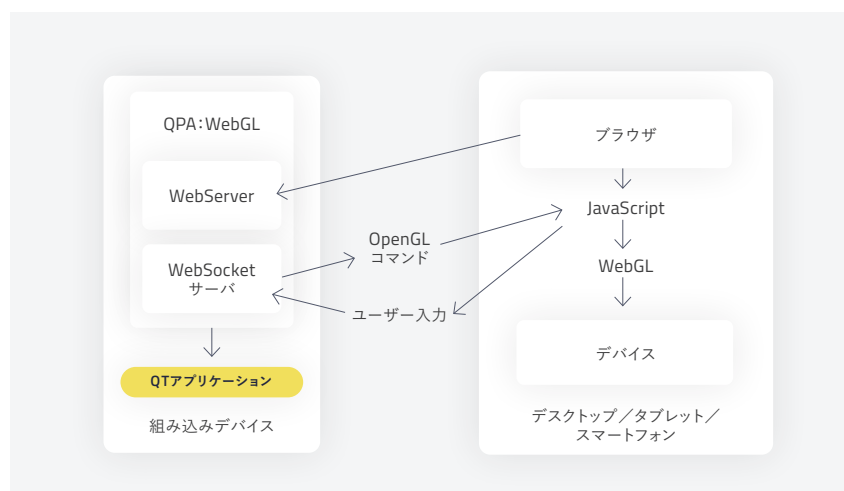 QPA:WebGL
WebServer
WebSocket
サーバ
QTアプリケーション
組み込みデバイス
OpenGL
コマンド
ユーザー入力
ブラウザ
JavaScript
WebGL
デバイス
デスクトップ/タブレット/
スマートフォン